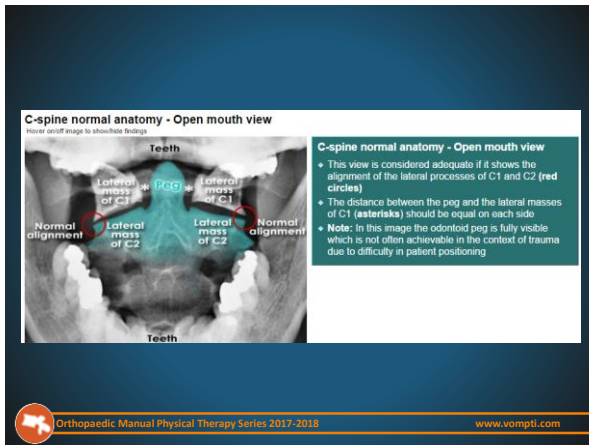 C-spine normal anatomy - Open mouth view
Hover on/off image to show/hide findings
Teeth
Lateral
mass
of C1
*
Peg
*
Lateral
mass
of C1
Normal
alignment
Lateral
mass
of C2
Lateral
mass
of C2
Normal
alignment
Teeth
C-spine normal anatomy - Open mouth view
This view is considered adequate if it shows the
alignment of the lateral processes of C1 and C2 (red
circles)
The distance between the peg and the lateral masses
of C1 (asterisks) should be equal on each side
Note: In this image the odontoid peg is fully visible
which is not often achievable in the context of trauma
due to difficulty in patient positioning
Orthopaedic Manual Physical Therapy Series 2017-2018
www.vompti.com